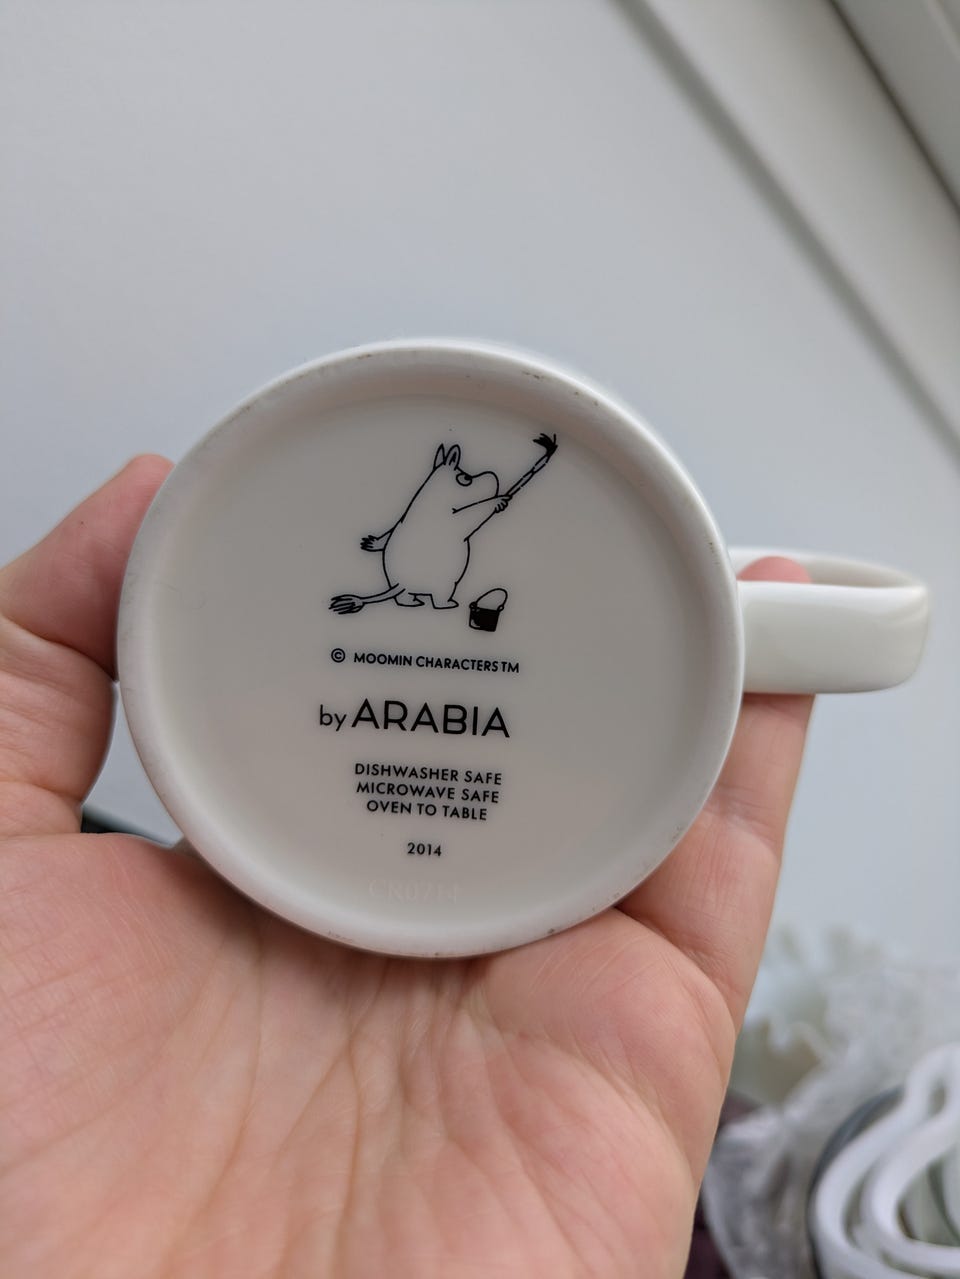 © MOOMIN CHARACTERS TM
by ARABIA
DISHWASHER SAFE
MICROWAVE SAFE
OVEN TO TABLE
2014